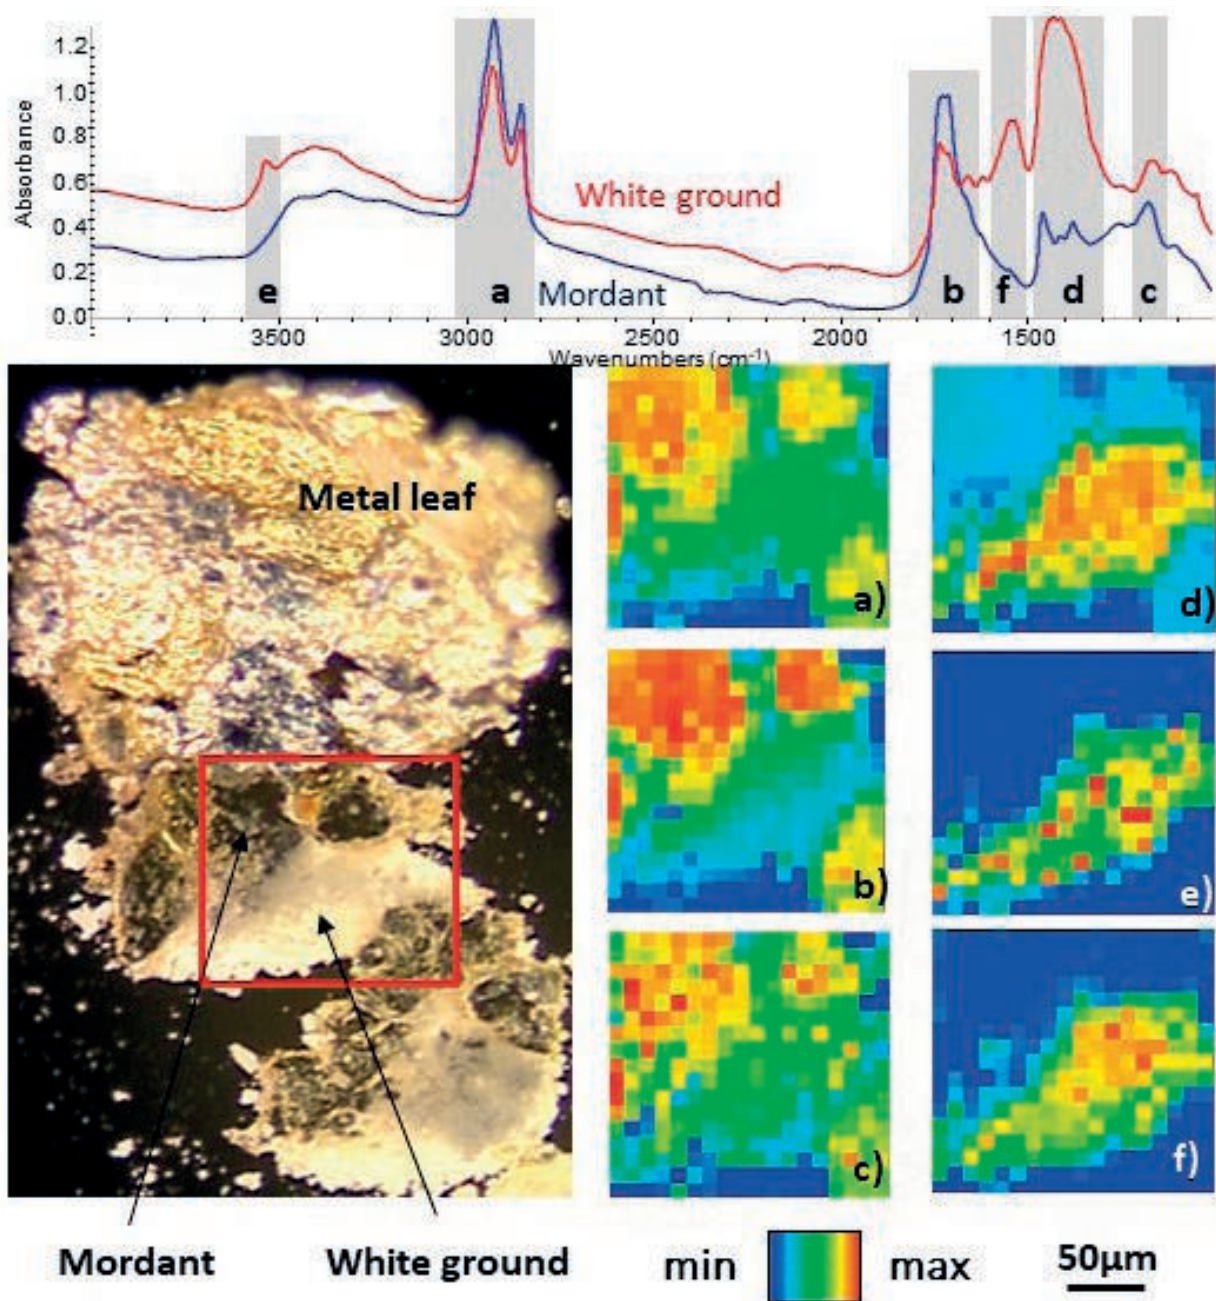 1.2
1.0
0.8
0.6
0.4
0.2
0.0
Absorbance
White ground
Mordant
e a b f d c
3500 3000 2500 2000 1500
Wavenumbers (cm-1)
Metal leaf
a)
d)
b)
e)
c)
f)
Mordant
White ground
min
max
50µm